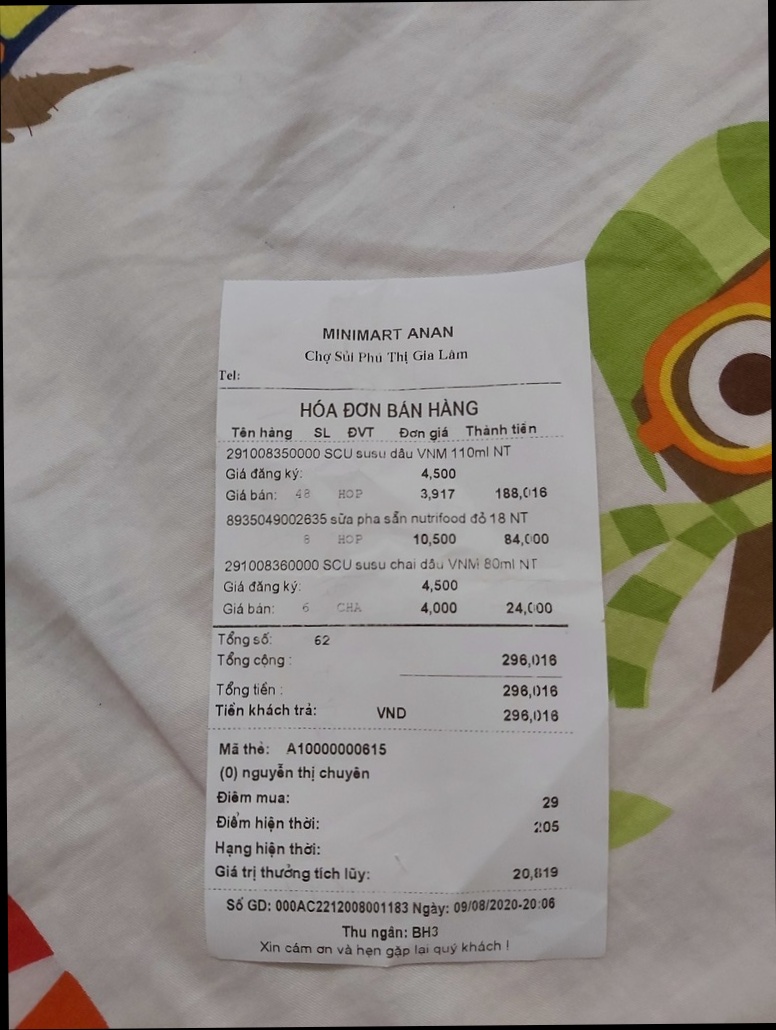 MINIMART ANAN
Chợ Sủi Phú Thị Gia Lâm
Tel:
HÓA ĐƠN BÁN HÀNG
Tên hàng SL ĐVT Đơn giá Thành tiền
291008350000 SCU susu dâu VNM 110ml NT
Giá đăng ký: 4,500
Giá bán: 48 HOP 3,917 188,016
8935049002635 sữa pha sẵn nutrifood đỏ 18 NT
8 HOP 10,500 84,000
291008360000 SCU susu chai dâu VNM 80ml NT
Giá đăng ký: 4,500
Giá bán: 6 CHA 4,000 24,000
Tổng số: 62
Tổng cộng : 296,016
Tổng tiền : 296,016
Tiền khách trả: VND 296,016
Mã thẻ: A10000000615
(0) nguyễn thị chuyên
Điểm mua: 29
Điểm hiện thời: 205
Hạng hiện thời:
Giá trị thưởng tích lũy: 20,819
Số GD: 000AC2212008001183 Ngày: 09/08/2020-20:06
Thu ngân: BH3
Xin cám ơn và hẹn gặp lại quý khách !